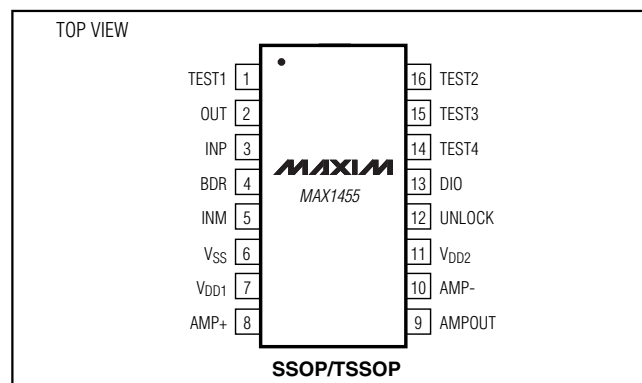 TOP VIEW
TEST1 1
OUT 2
INP 3
BDR 4
INM 5
VSS 6
VDD1 7
AMP+ 8
MAXIM
MAX1455
16 TEST2
15 TEST3
14 TEST4
13 DIO
12 UNLOCK
11 VDD2
10 AMP-
9 AMPOUT
SSOP/TSSOP